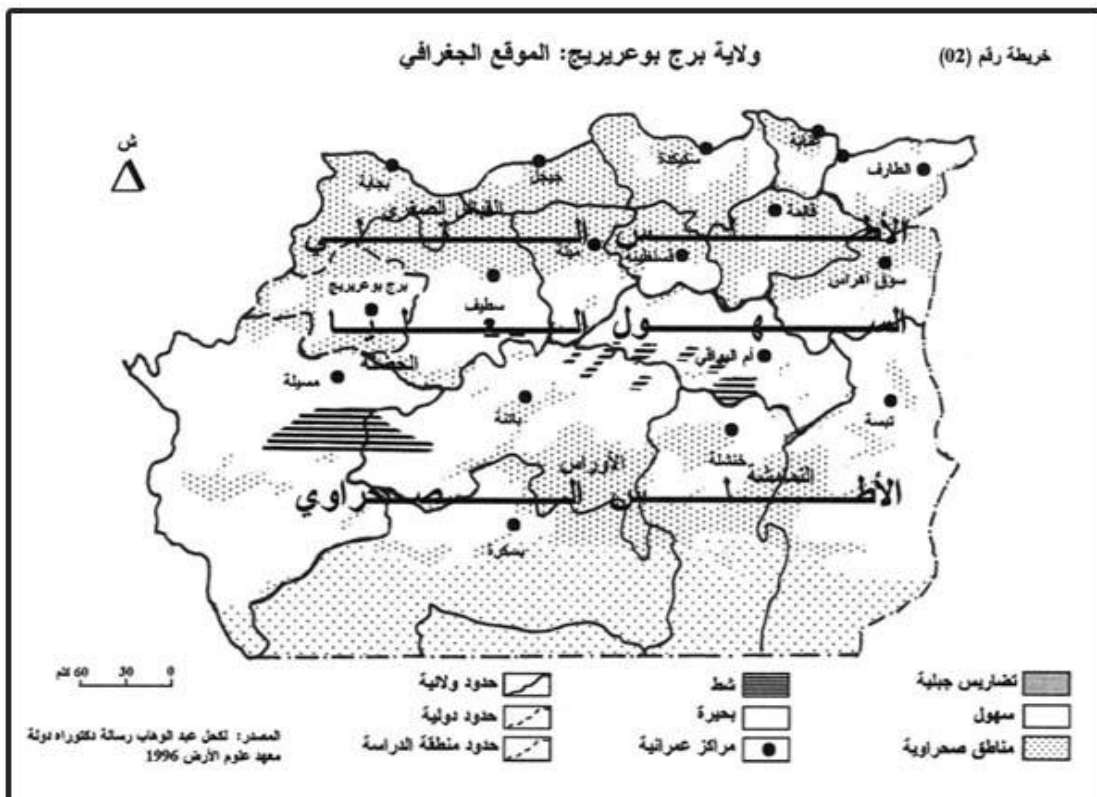 خريطة رقم (02)
ولاية برج بوعريريج: الموقع الجغرافي
ش
عنابة
الطارف
سكيكدة
جيجل
بجاية
قالمة
القبائل الصغرى
الأطلس التلي
ميلة
قسنطينة
سوق أهراس
برج بوعريريج
سطيف
السهول العليا
الحضنة
أم البواقي
مسيلة
باتنة
تبسة
خنشلة
الأوراس
النمامشة
الأطلس الصحراوي
بسكرة
تضاريس جبلية
سهول
مناطق صحراوية
شط
بحيرة
مراكز عمرانية
حدود ولائية
حدود دولية
حدود منطقة الدراسة
0 30 60 كلم
المصدر: لكحل عبد الوهاب رسالة دكتوراه دولة
معهد علوم الأرض 1996